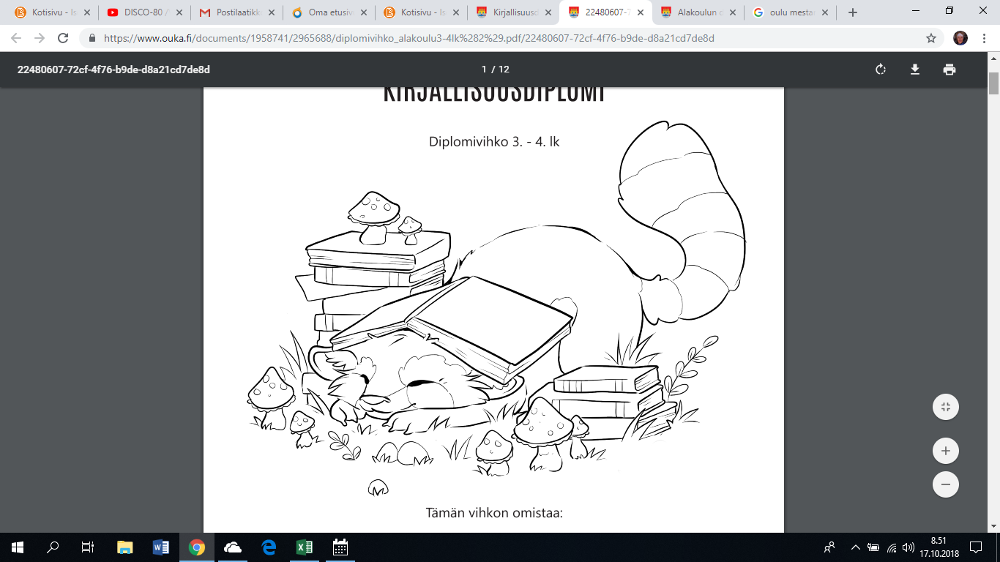 Kotisivu - Is
DISCO-80 /
Postilaatikk
Oma etusivu
Kotisivu - Is
Kirjallisuusd
22480607-7
Alakoulun d
oulu mestar
https://www.ouka.fi/documents/1958741/2965688/diplomivihko_alakoulu3-4lk%282%29.pdf/22480607-72cf-4f76-b9de-d8a21cd7de8d
22480607-72cf-4f76-b9de-d8a21cd7de8d
1 / 12
KIRJALLISUUSDIPLOMI
Diplomivihko 3. - 4. lk
Tämän vihkon omistaa:
8.51
17.10.2018